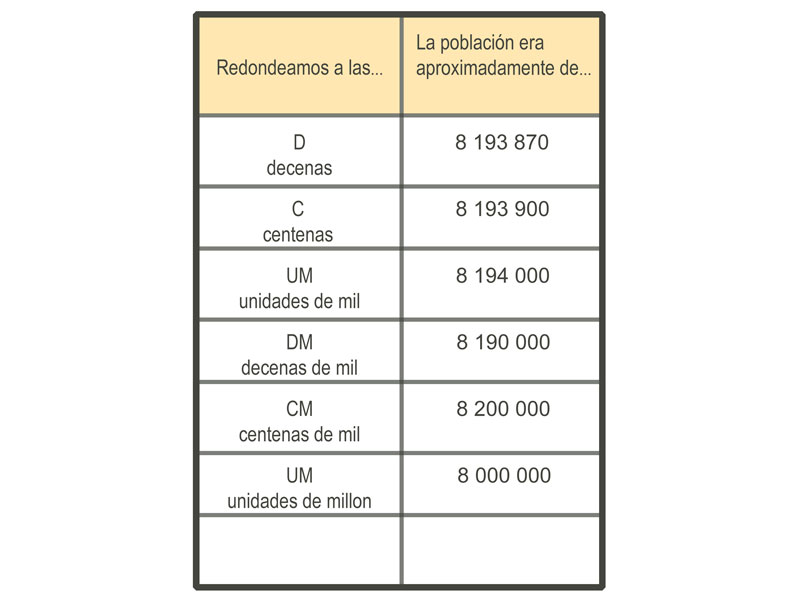 Redondeamos a las...
La población era
aproximadamente de...
D
decenas
8 193 870
C
centenas
8 193 900
UM
unidades de mil
8 194 000
DM
decenas de mil
8 190 000
CM
centenas de mil
8 200 000
UM
unidades de millon
8 000 000